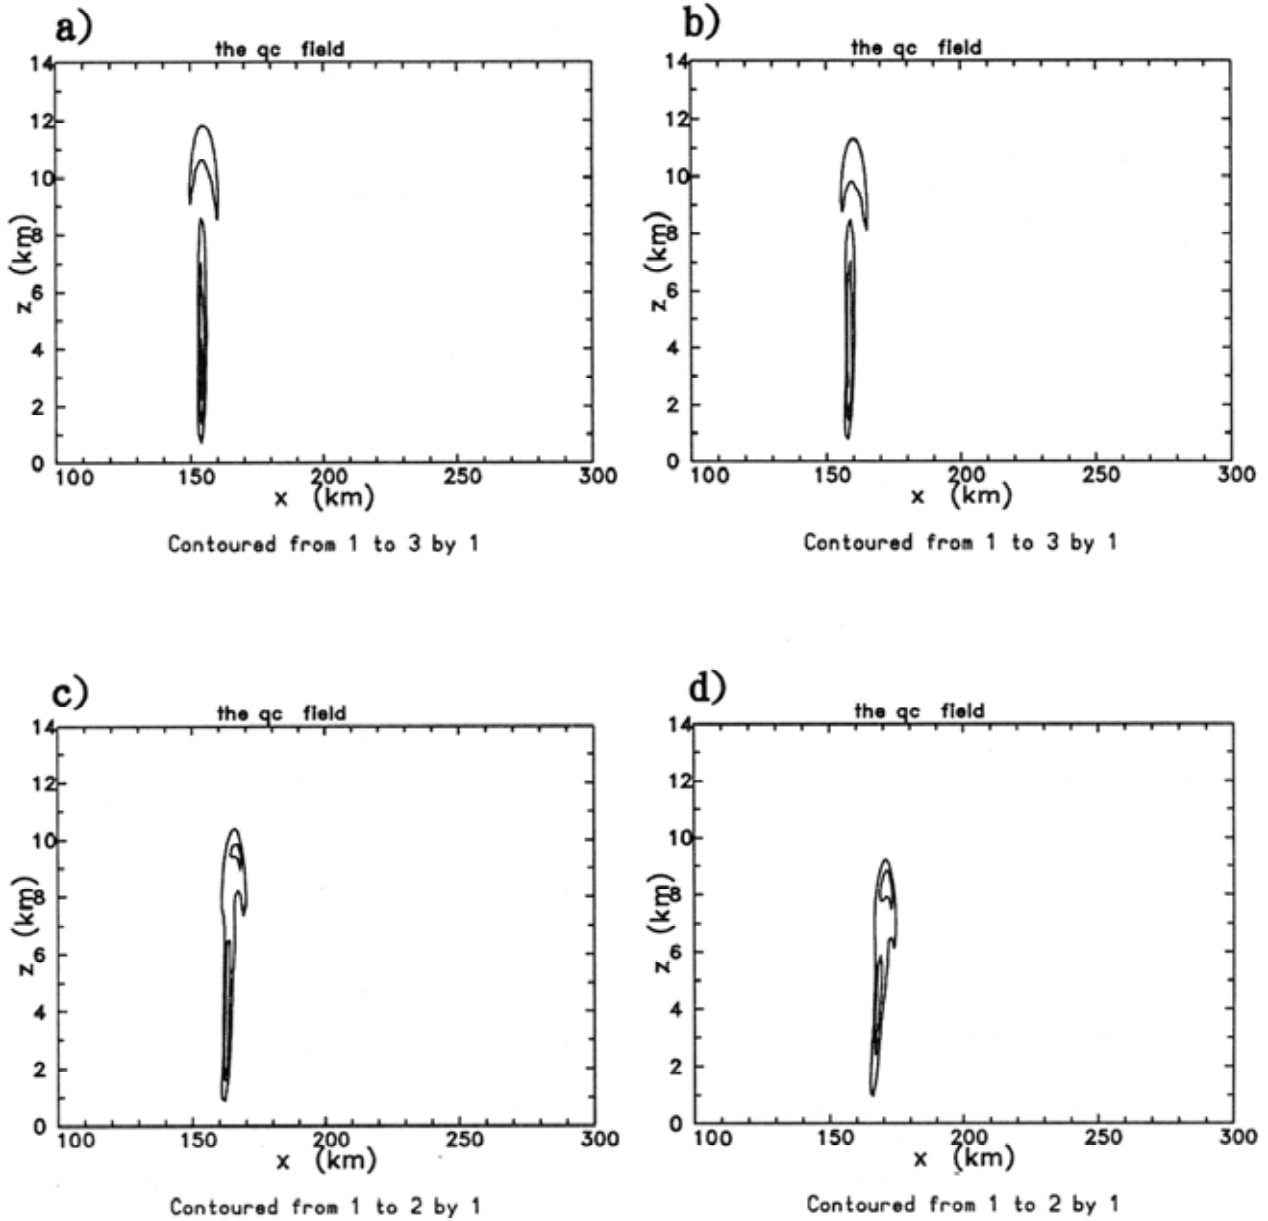 a)
the qc field
14
12
10
8
6
4
2
0
z (km)
100 150 200 250 300
x (km)
Contoured from 1 to 3 by 1
b)
the qc field
14
12
10
8
6
4
2
0
z (km)
100 150 200 250 300
x (km)
Contoured from 1 to 3 by 1
c)
the qc field
14
12
10
8
6
4
2
0
z (km)
100 150 200 250 300
x (km)
Contoured from 1 to 2 by 1
d)
the qc field
14
12
10
8
6
4
2
0
z (km)
100 150 200 250 300
x (km)
Contoured from 1 to 2 by 1